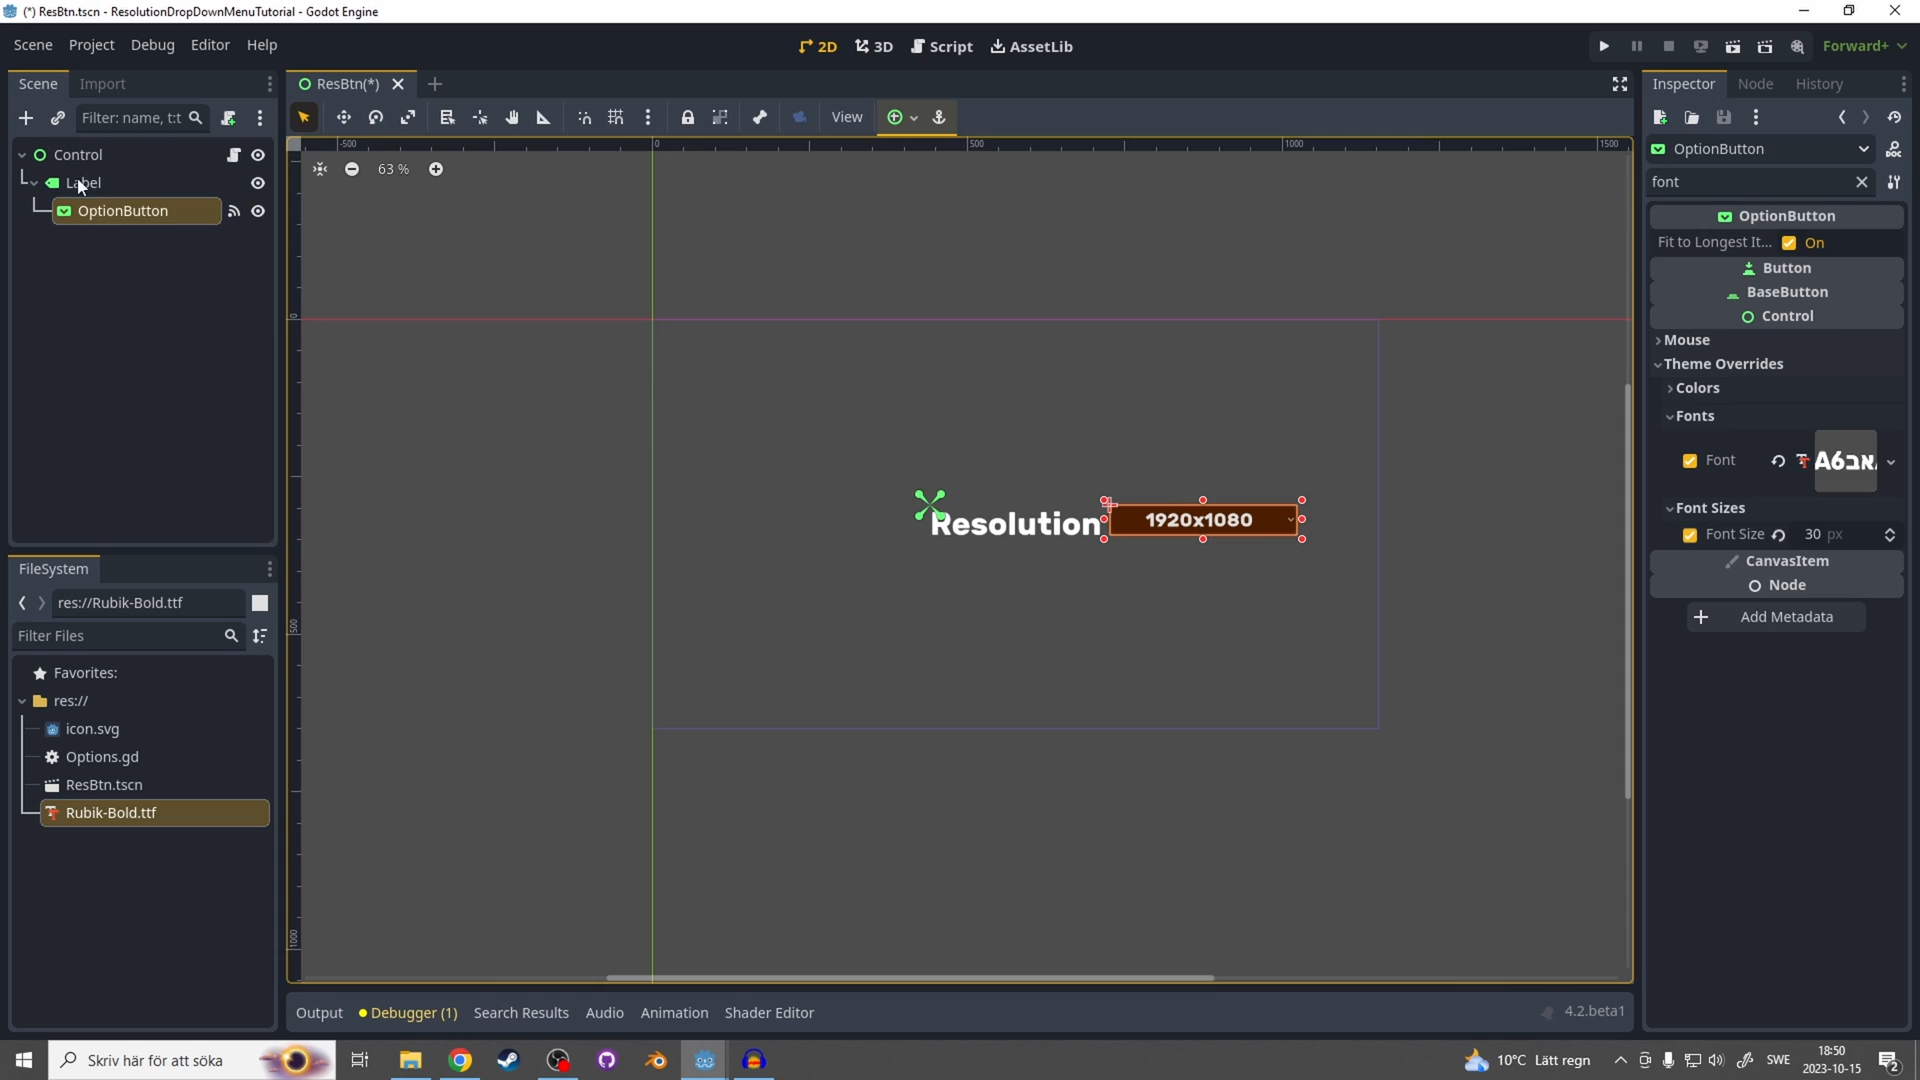 (*) ResBtn.tscn - ResolutionDropDownMenuTutorial - Godot Engine
Scene Project Debug Editor Help
2D 3D Script AssetLib
Forward+
Scene Import
ResBtn(*)
Inspector Node History
Filter: name, t:t
View
Control
Label
OptionButton
-500 0 500 1000 1500
63 %
0
500
1000
Resolution
1920x1080
OptionButton
font
OptionButton
Fit to Longest It... On
Button
BaseButton
Control
Mouse
Theme Overrides
Colors
Fonts
Font
Font Sizes
Font Size 30 px
CanvasItem
Node
Add Metadata
FileSystem
res://Rubik-Bold.ttf
Filter Files
Favorites:
res://
icon.svg
Options.gd
ResBtn.tscn
Rubik-Bold.ttf
Output Debugger (1) Search Results Audio Animation Shader Editor
4.2.beta1
Skriv här för att söka
10°C Lätt regn
SWE
18:50
2023-10-15
2